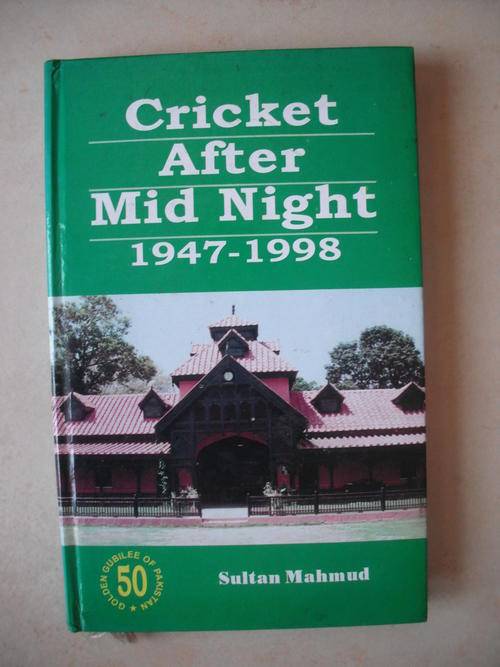 Cricket
After
Mid Night
1947-1998
GOLDEN GUBILEE OF PAKISTAN ★
50
Sultan Mahmud